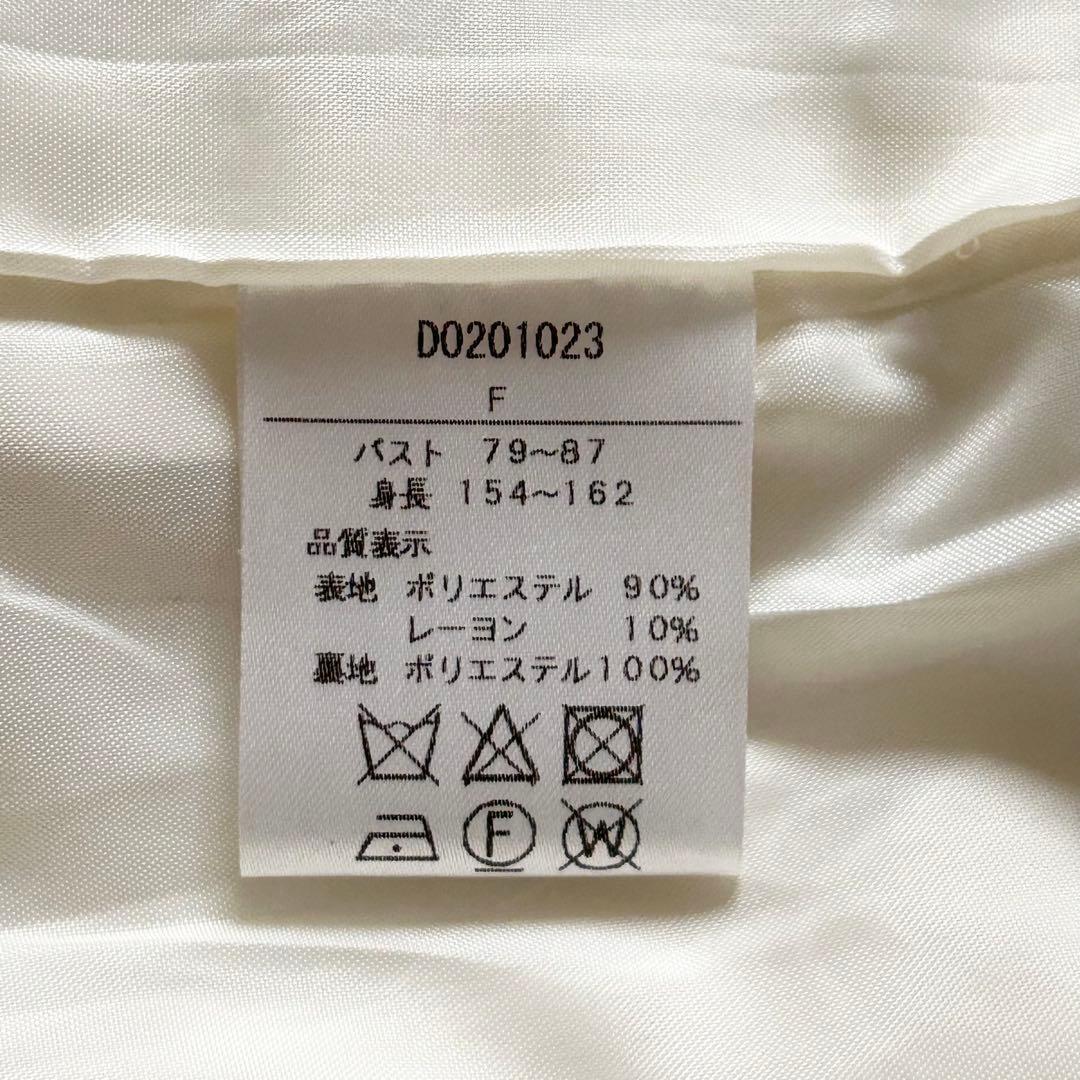 D0201023
F
バスト 79～87
身長 154～162
品質表示
表地 ポリエステル 90%
レーヨン 10%
裏地 ポリエステル100%
F
W